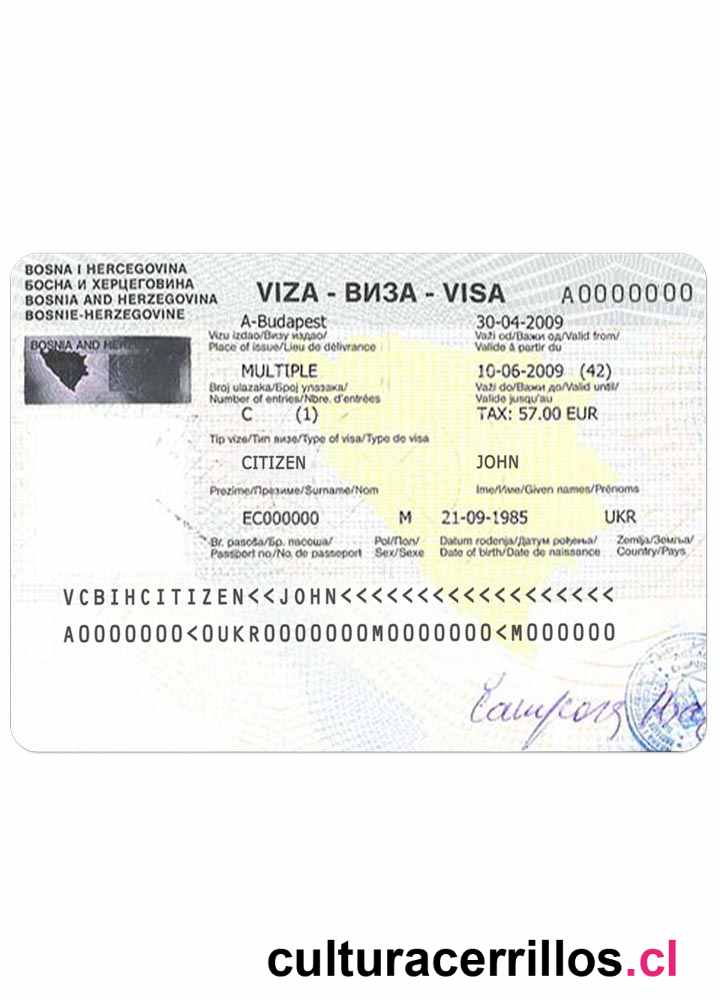 BOSNA I HERCEGOVINA
БОСНА И ХЕРЦЕГОВИНА
BOSNIA AND HERZEGOVINA
BOSNIE-HERZEGOVINE
VIZA - ВИЗА - VISA
A0000000
BOSNIA AND HER
A-Budapest 30-04-2009
Vizu izdao/Визу издао/ Važi od/Важи од/Valid from/
Place of issue/Lieu de délivrance Valide à partir du
MULTIPLE 10-06-2009 (42)
Broj ulazaka/Број улазака/ Važi do/Важи до/Valid until/
Number of entries/Nbre. d'entrées Valide jusqu'au
C (1) TAX: 57.00 EUR
Tip vize/Тип визе/Type of visa/Type de visa
CITIZEN JOHN
Prezime/Презиме/Surname/Nom Ime/Име/Given names/Prénoms
EC000000 M 21-09-1985 UKR
Br. pasoša/Бр. пасоша/ Pol/Пол/ Datum rođenja/Датум рођења/ Zemlja/Земља/
Passport no/No. de passeport Sex/Sexe Date of birth/Date de naissance Country/Pays
VCBIHCITIZEN<<JOHN<<<<<<<<<<<<<<<<<<
A0000000<0UKR0000000M0000000<M000000
culturacerrillos.cl